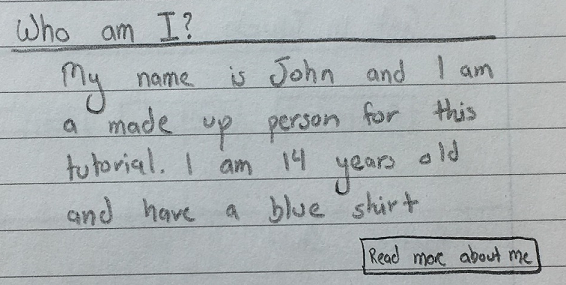 Who am I?
My name is John and I am
a made up person for this
tutorial. I am 14 years old
and have a blue shirt
Read more about me